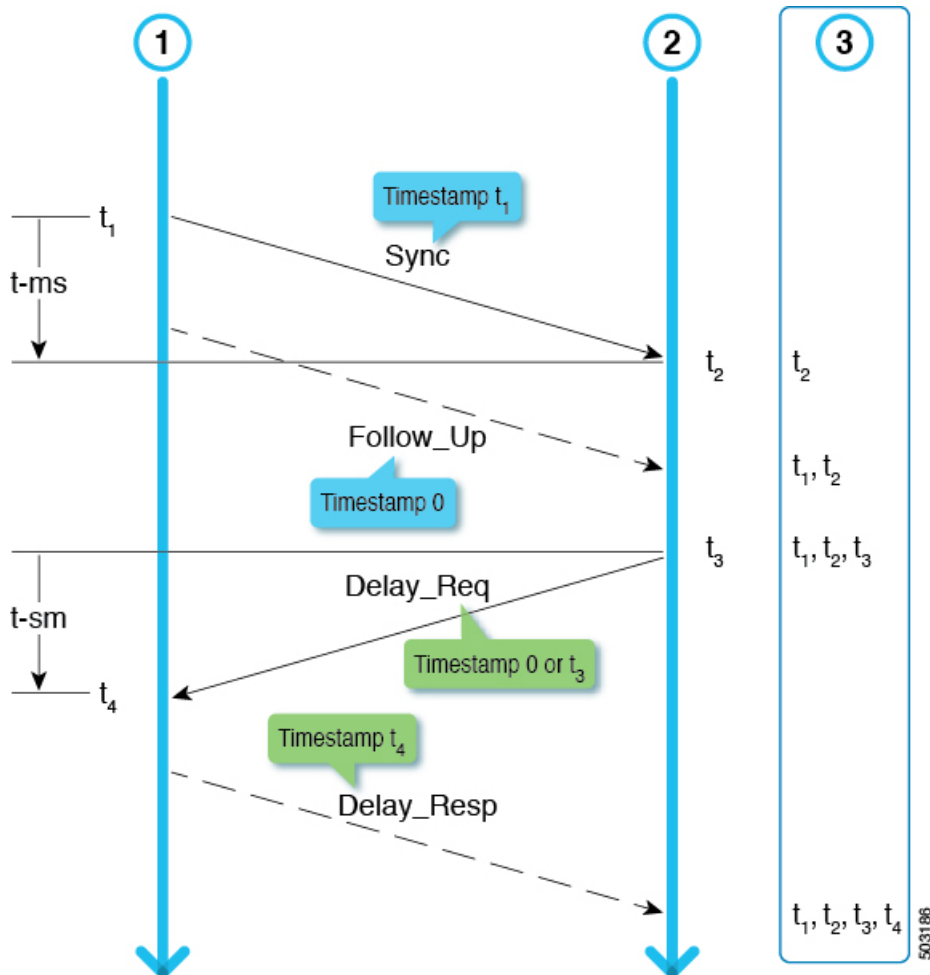 1
2
3
Timestamp t₁
t₁
Sync
t-ms
t₂
t₂
Follow_Up
t₁, t₂
Timestamp 0
t₃
t₁, t₂, t₃
Delay_Req
t-sm
Timestamp 0 or t₃
t₄
Timestamp t₄
Delay_Resp
t₁, t₂, t₃, t₄
503186